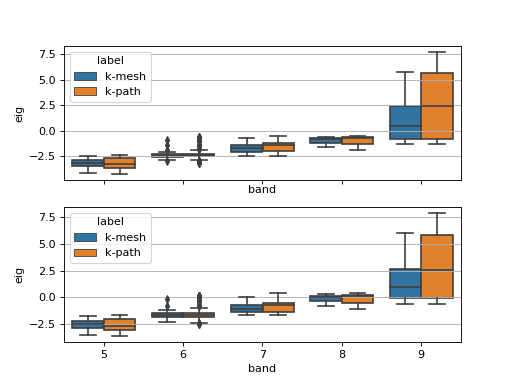 7.5
5.0
2.5
0.0
−2.5
eig
label
k-mesh
k-path
band
7.5
5.0
2.5
0.0
−2.5
eig
label
k-mesh
k-path
5 6 7 8 9
band